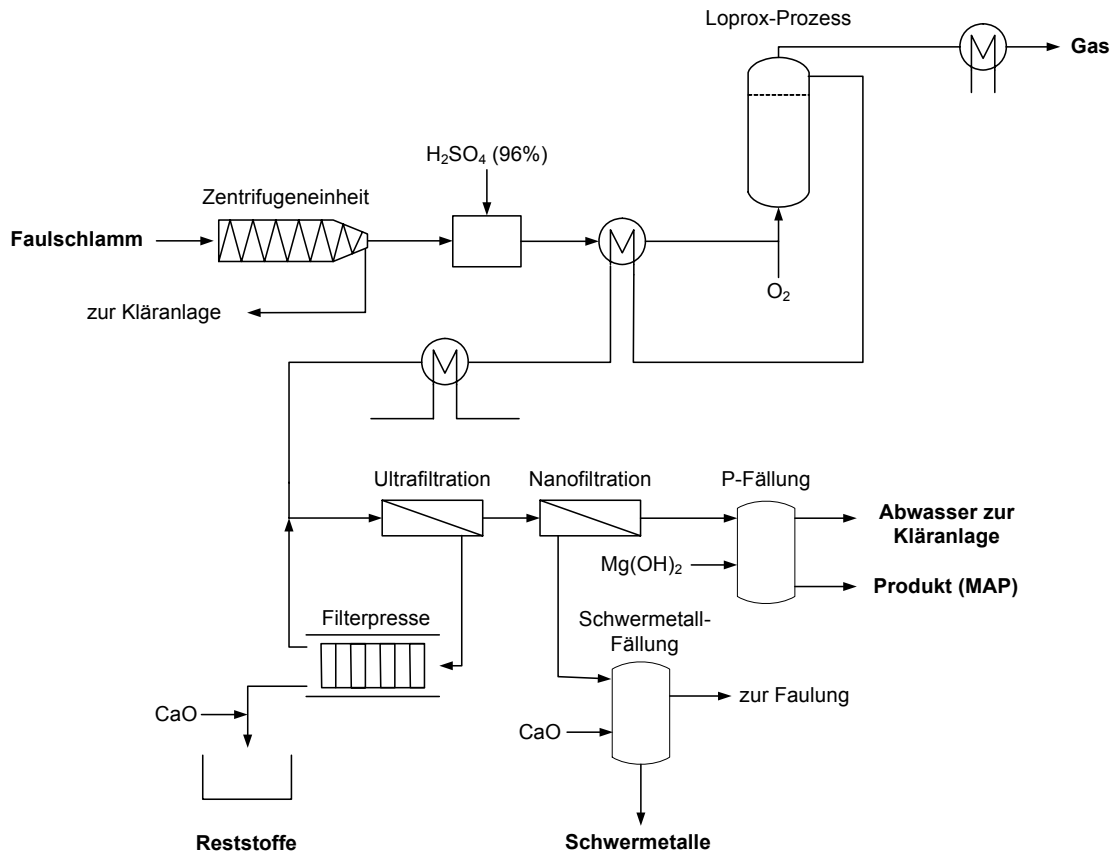 Loprox-Prozess
Gas
H₂SO₄ (96%)
Zentrifugeneinheit
Faulschlamm
O₂
zur Kläranlage
Ultrafiltration
Nanofiltration
P-Fällung
Abwasser zur
Kläranlage
Mg(OH)₂
Produkt (MAP)
Filterpresse
Schwermetall-
Fällung
zur Faulung
CaO
CaO
Reststoffe
Schwermetalle